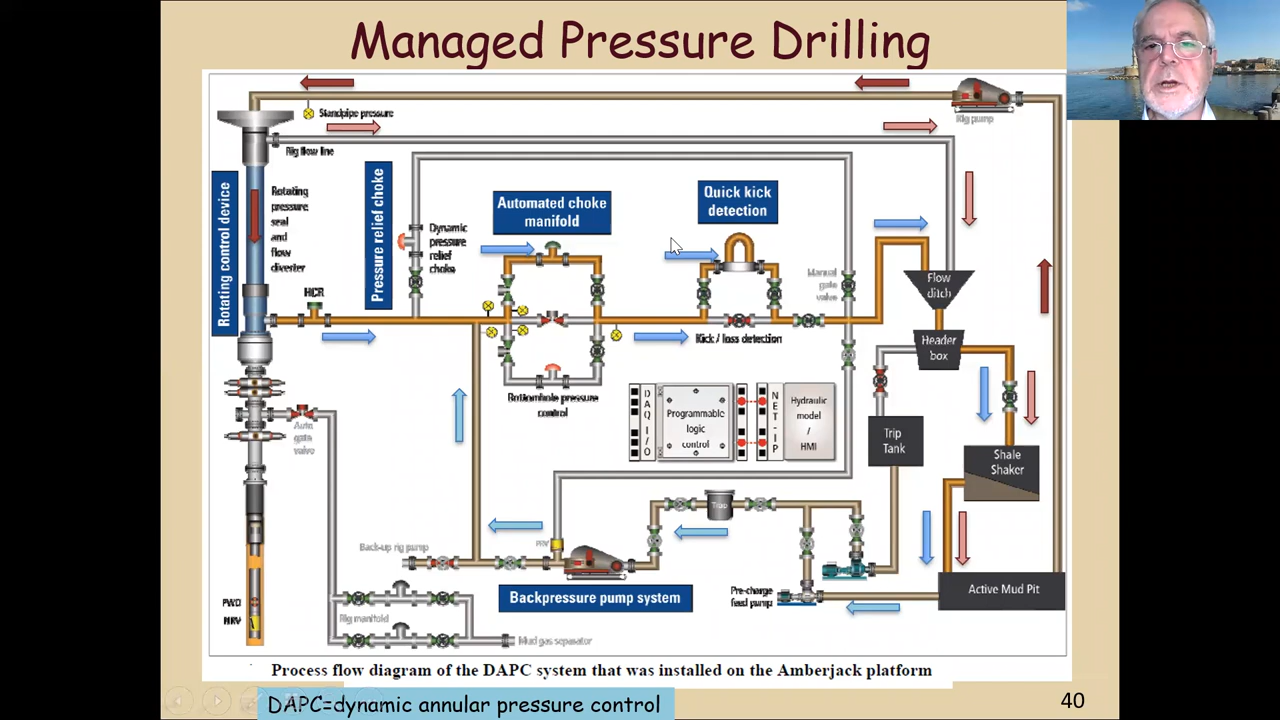 Managed Pressure Drilling
Standpipe pressure
Rig pump
Rig flow line
Rotating control device
Rotating
pressure
seal
and
flow
diverter
HCR
Pressure relief choke
Dynamic
pressure
relief
choke
Automated choke
manifold
Quick kick
detection
Manual
gate
valve
Kick / loss detection
Bottomhole pressure
control
Flow
ditch
Header
box
DAQ I/O
Programmable
logic
control
NET-IP
Hydraulic
model
/
HMI
Trip
Tank
Shale
Shaker
Auto
gate
valve
Trap
Back-up rig pump
PRV
Backpressure pump system
Pre-charge
feed pump
Active Mud Pit
PWD
NRV
Rig manifold
Mud gas separator
Process flow diagram of the DAPC system that was installed on the Amberjack platform
DAPC=dynamic annular pressure control
40